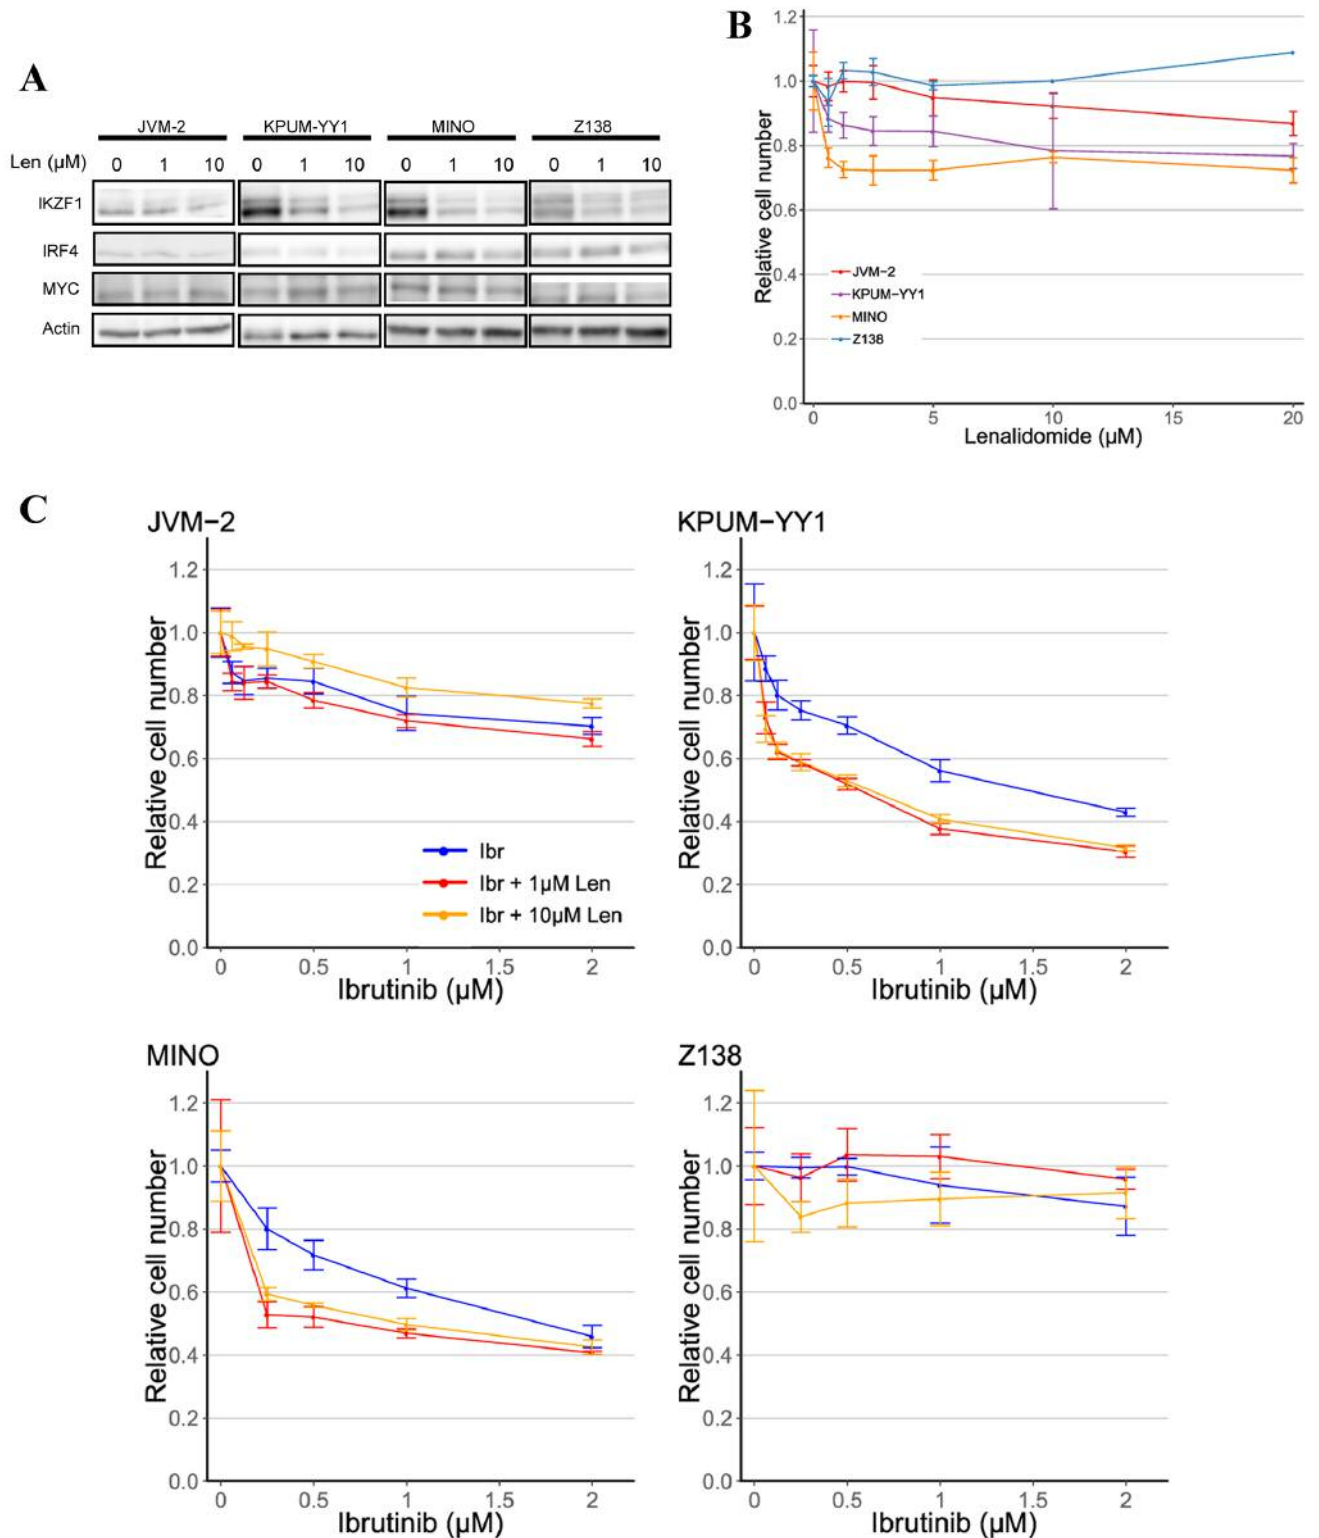 A
JVM-2 KPUM-YY1 MINO Z138
Len (µM) 0 1 10 0 1 10 0 1 10 0 1 10
IKZF1
IRF4
MYC
Actin
B
Relative cell number
1.2
1.0
0.8
0.6
0.4
0.2
0.0
JVM−2
KPUM−YY1
MINO
Z138
0 5 10 15 20
Lenalidomide (µM)
C
JVM−2
Relative cell number
1.2
1.0
0.8
0.6
0.4
0.2
0.0
Ibr
Ibr + 1µM Len
Ibr + 10µM Len
0 0.5 1 1.5 2
Ibrutinib (µM)
KPUM−YY1
Relative cell number
1.2
1.0
0.8
0.6
0.4
0.2
0.0
0 0.5 1 1.5 2
Ibrutinib (µM)
MINO
Relative cell number
1.2
1.0
0.8
0.6
0.4
0.2
0.0
0 0.5 1 1.5 2
Ibrutinib (µM)
Z138
Relative cell number
1.2
1.0
0.8
0.6
0.4
0.2
0.0
0 0.5 1 1.5 2
Ibrutinib (µM)